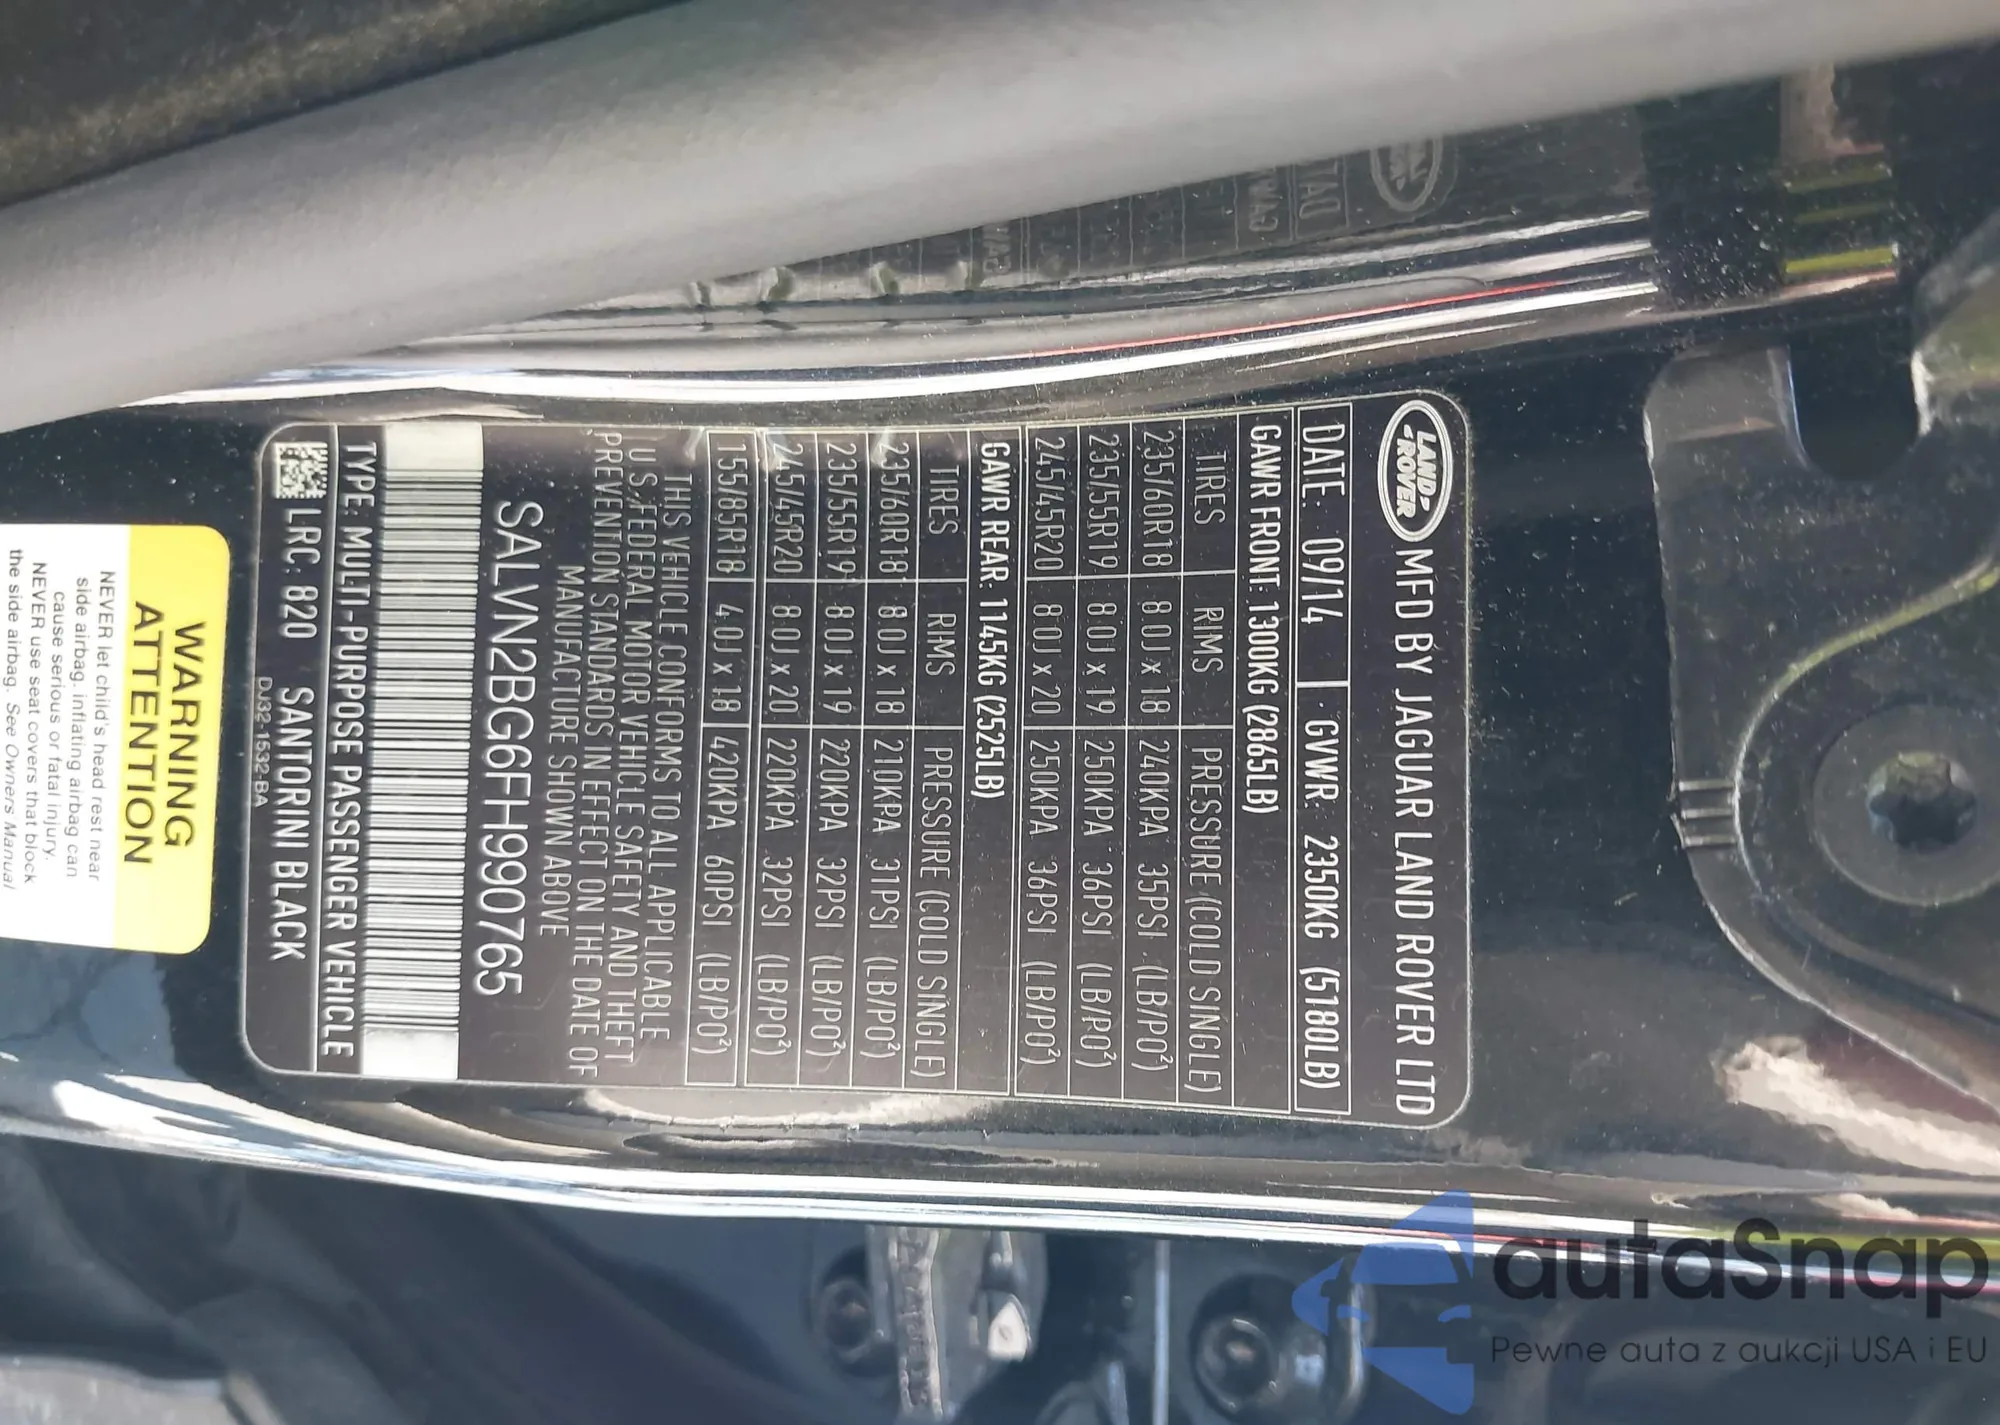 LAND-
-ROVER
MFD BY JAGUAR LAND ROVER LTD
DATE: 09/14 GVWR: 2350KG (5180LB)
GAWR FRONT: 1300KG (2865LB)
TIRES RIMS PRESSURE (COLD SINGLE)
235/60R18 8.0J x 18 240KPA 35PSI (LB/PO²)
235/55R19 8.0J x 19 250KPA 36PSI (LB/PO²)
245/45R20 8.0J x 20 250KPA 36PSI (LB/PO²)
GAWR REAR: 1145KG (2525LB)
TIRES RIMS PRESSURE (COLD SINGLE)
235/60R18 8.0J x 18 210KPA 31PSI (LB/PO²)
235/55R19 8.0J x 19 220KPA 32PSI (LB/PO²)
245/45R20 8.0J x 20 220KPA 32PSI (LB/PO²)
155/85R18 4.0J x 18 420KPA 60PSI (LB/PO²)
THIS VEHICLE CONFORMS TO ALL APPLICABLE
U.S. FEDERAL MOTOR VEHICLE SAFETY AND THEFT
PREVENTION STANDARDS IN EFFECT ON THE DATE OF
MANUFACTURE SHOWN ABOVE
SALVN2BG6FH990765
TYPE: MULTI-PURPOSE PASSENGER VEHICLE
LRC: 820 SANTORINI BLACK
DJ32-1532-BA
WARNING
ATTENTION
NEVER let child's head rest near
side airbag, inflating airbag can
cause serious or fatal injury.
NEVER use seat covers that block
the side airbag. See Owners Manual
autaSnap
Pewne auta z aukcji USA i EU